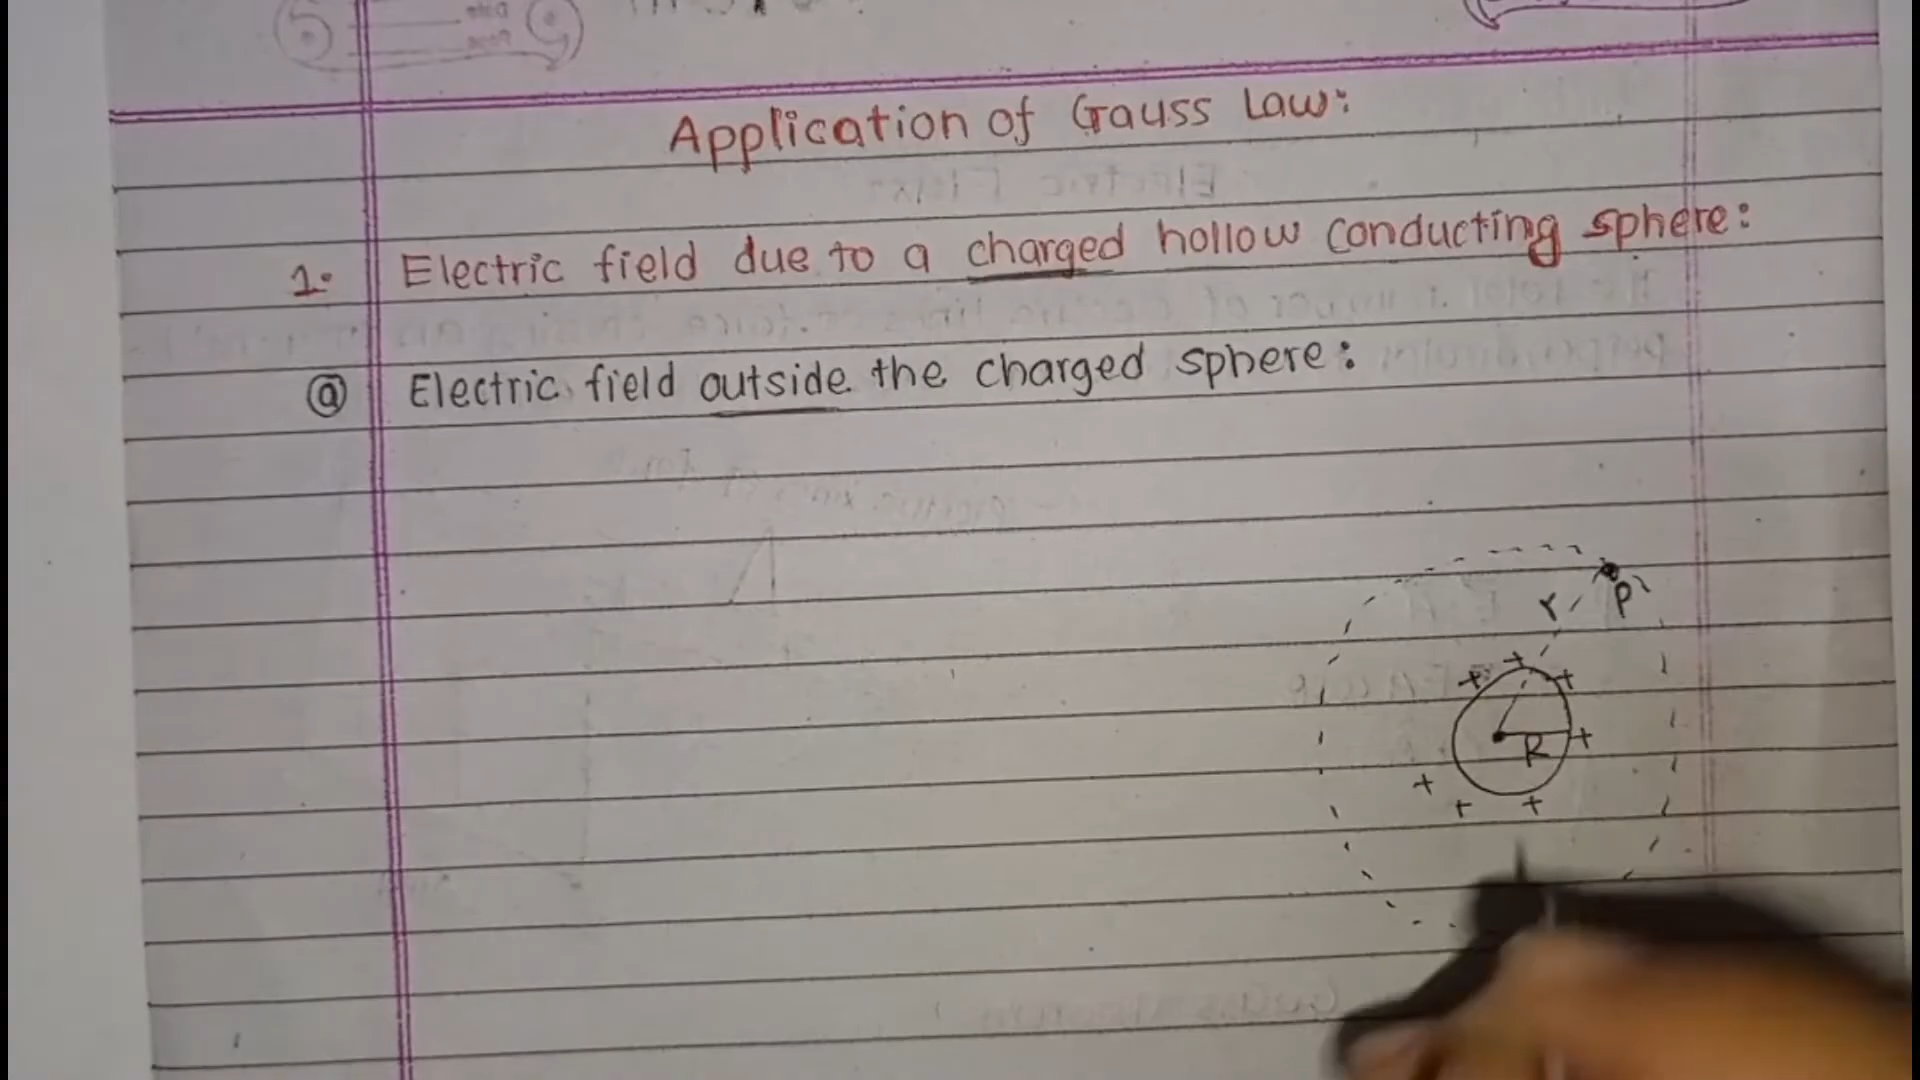 Application of Gauss Law:
1. Electric field due to a charged hollow conducting sphere:
ⓐ Electric field outside the charged sphere:
r P
R